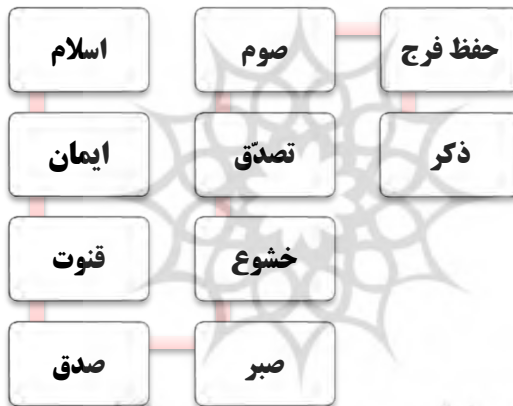 اسلام
ایمان
قنوت
صدق
صبر
خشوع
تصدّق
صوم
حفظ فرج
ذکر